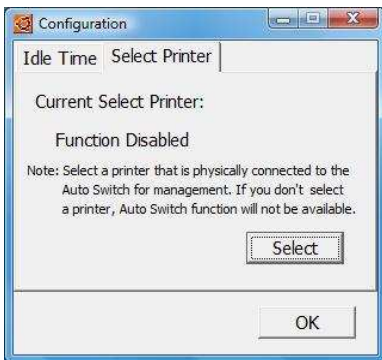 Configuration
Idle Time Select Printer
Current Select Printer:
Function Disabled
Note: Select a printer that is physically connected to the
Auto Switch for management. If you don't select
a printer, Auto Switch function will not be available.
Select
OK